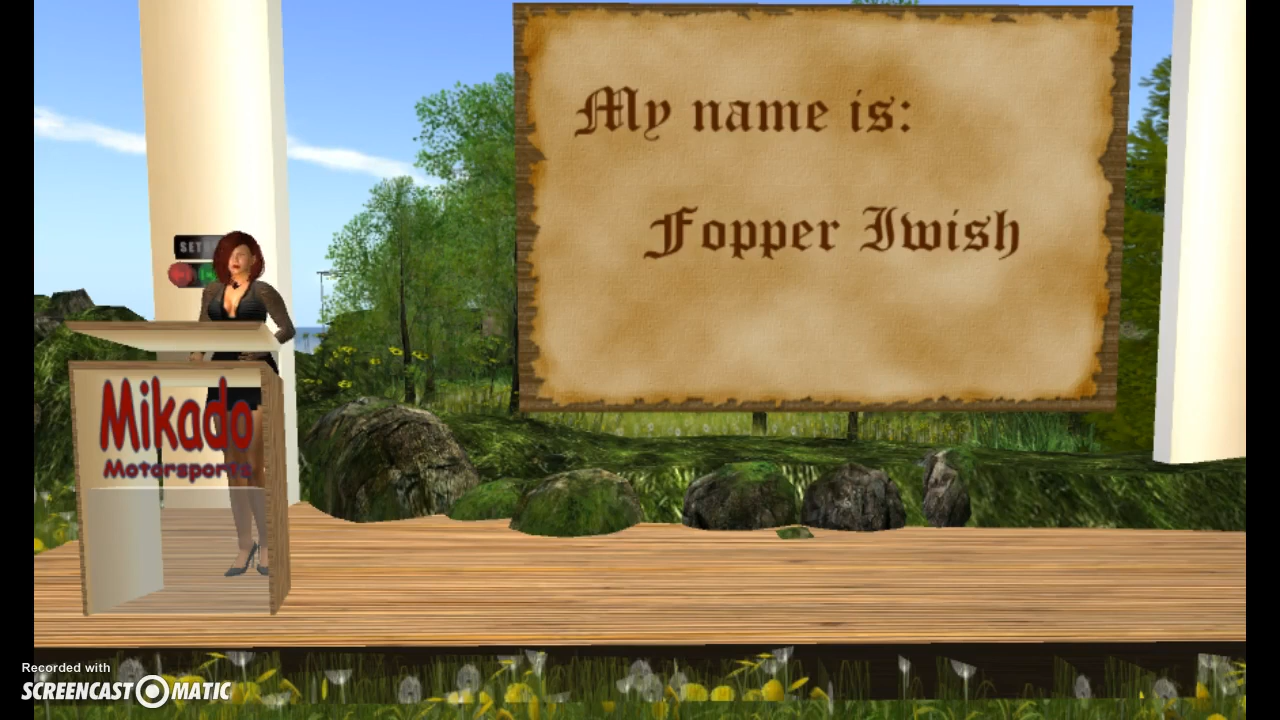 My name is:
Fopper Iwish
Mikado
Motorsports
Recorded with
SCREENCAST-O-MATIC